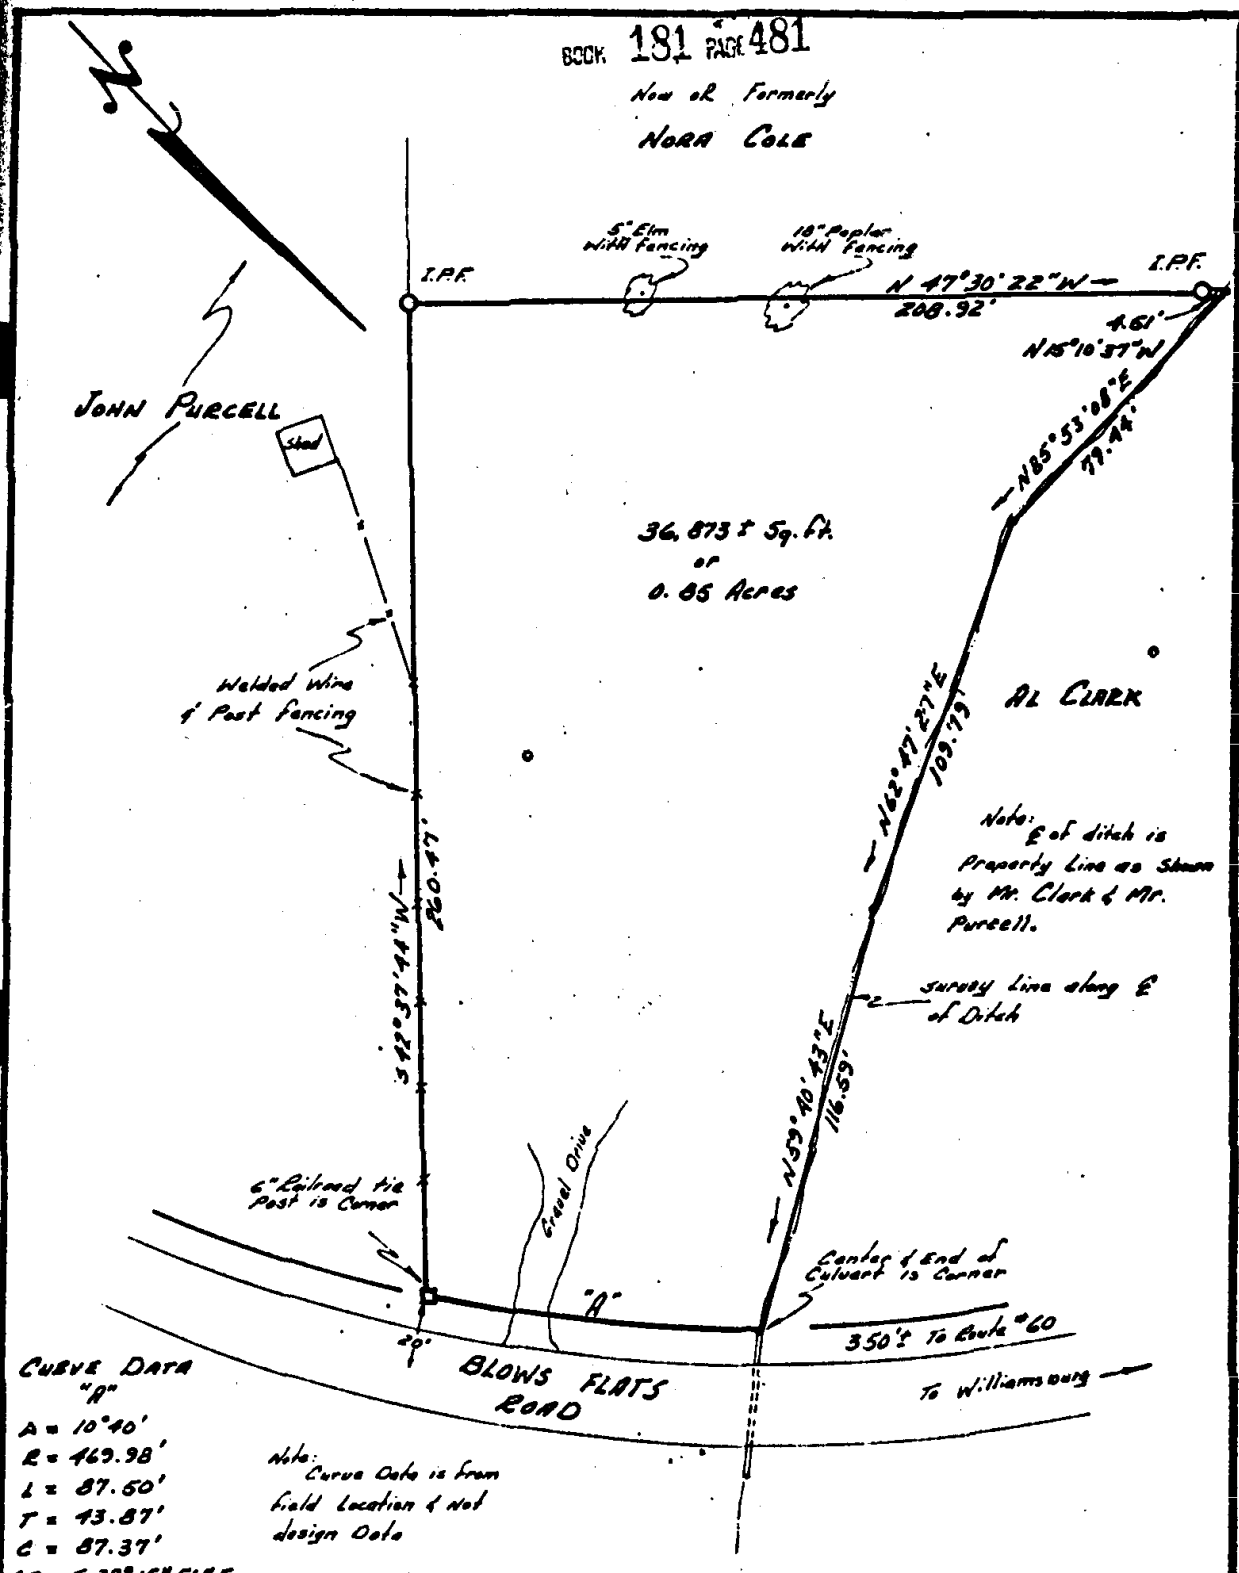 BOOK 181 PAGE 481
Now or Formerly
NORA COLE
N
5" Elm
With Fencing
18" Poplar
With Fencing
I.P.F.
I.P.F.
N 47°30'22"W
208.92'
4.61'
N15°10'37"W
N85°53'08"E
79.44'
JOHN PURCELL
Shed
36,873 ± Sq. ft.
or
0.85 Acres
Welded Wire
& Post Fencing
AL CLARK
N62°47'27"E
109.79'
Note:
℄ of ditch is
Property Line as Shown
by Mr. Clark & Mr.
Purcell.
S42°37'44"W
260.47'
Survey Line along ℄
of Ditch
N59°40'43"E
116.59'
6" Railroad tie
Post is Corner
Gravel Drive
Center & End of
Culvert is Corner
"A"
350'± To Route #60
20'
BLOWS FLATS
ROAD
To Williamsburg
CURVE DATA
"A"
Δ = 10°40'
R = 469.98'
L = 87.50'
T = 43.87'
C = 87.37'
Note:
Curve Data is from
field Location & Not
design Data